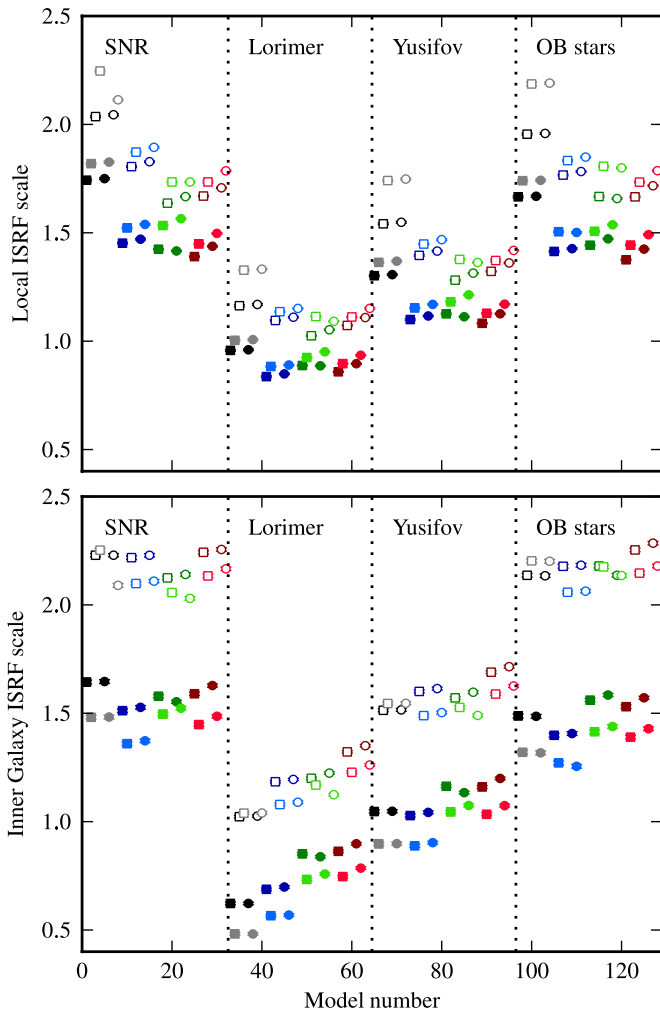 2.5
SNR
Lorimer
Yusifov
OB stars
2.0
1.5
1.0
0.5
Local ISRF scale
SNR
Lorimer
Yusifov
OB stars
2.5
2.0
1.5
1.0
0.5
Inner Galaxy ISRF scale
0
20
40
60
80
100
120
Model number